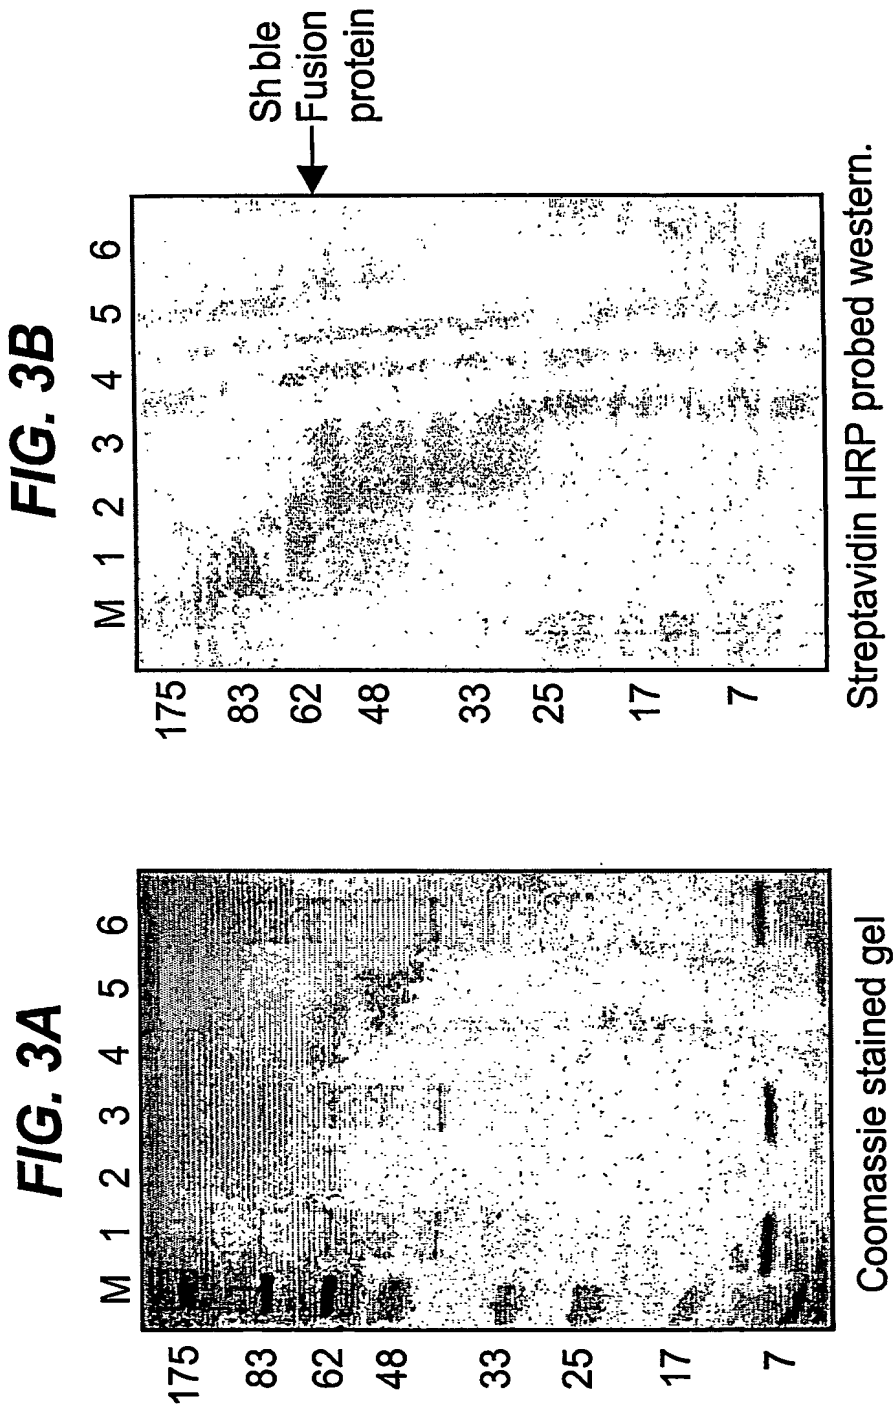 FIG. 3A
M 1 2 3 4 5 6
175
83
62
48
33
25
17
7
Coomassie stained gel
FIG. 3B
M 1 2 3 4 5 6
175
83
62
48
33
25
17
7
Sh ble
Fusion
protein
Streptavidin HRP probed western.